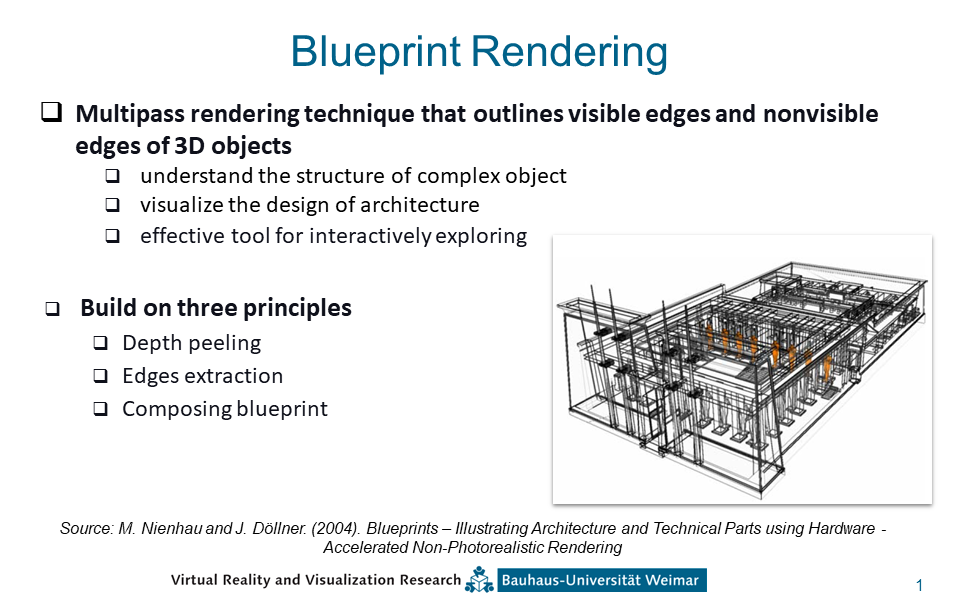 Blueprint Rendering
Multipass rendering technique that outlines visible edges and nonvisible
edges of 3D objects
understand the structure of complex object
visualize the design of architecture
effective tool for interactively exploring
Build on three principles
Depth peeling
Edges extraction
Composing blueprint
Source: M. Nienhau and J. Döllner. (2004). Blueprints – Illustrating Architecture and Technical Parts using Hardware -
Accelerated Non-Photorealistic Rendering
Virtual Reality and Visualization Research Bauhaus-Universität Weimar
1